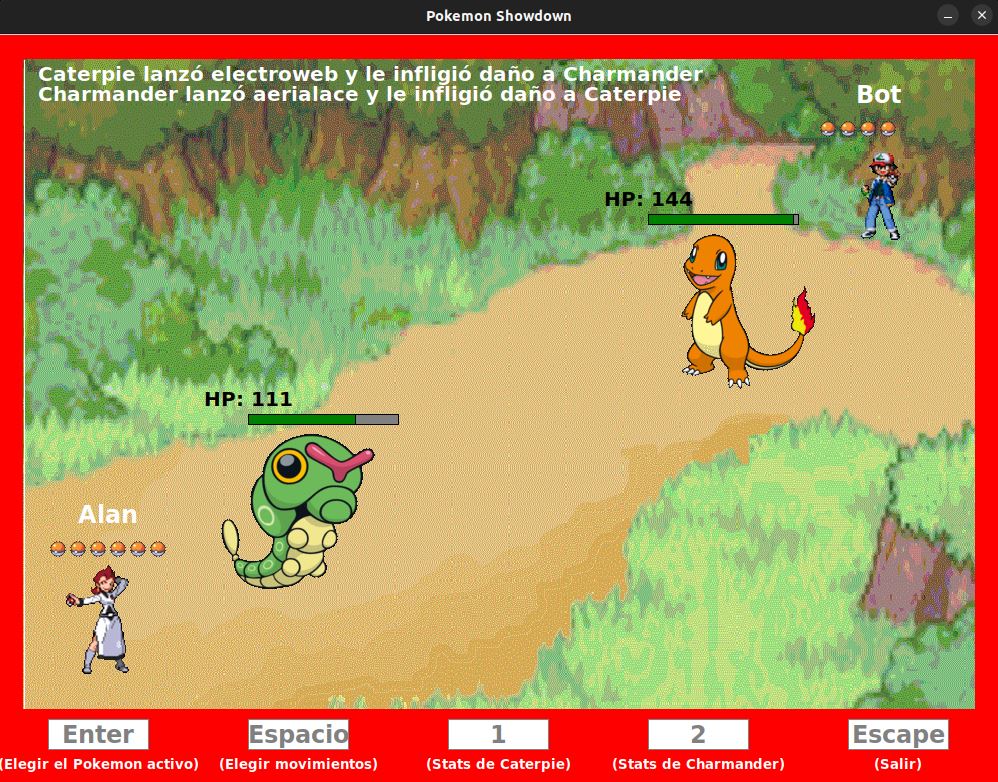 Pokemon Showdown
Caterpie lanzó electroweb y le infligió daño a Charmander
Charmander lanzó aerialace y le infligió daño a Caterpie
Bot
HP: 144
HP: 111
Alan
Enter
Espacio
1
2
Escape
(Elegir el Pokemon activo)
(Elegir movimientos)
(Stats de Caterpie)
(Stats de Charmander)
(Salir)